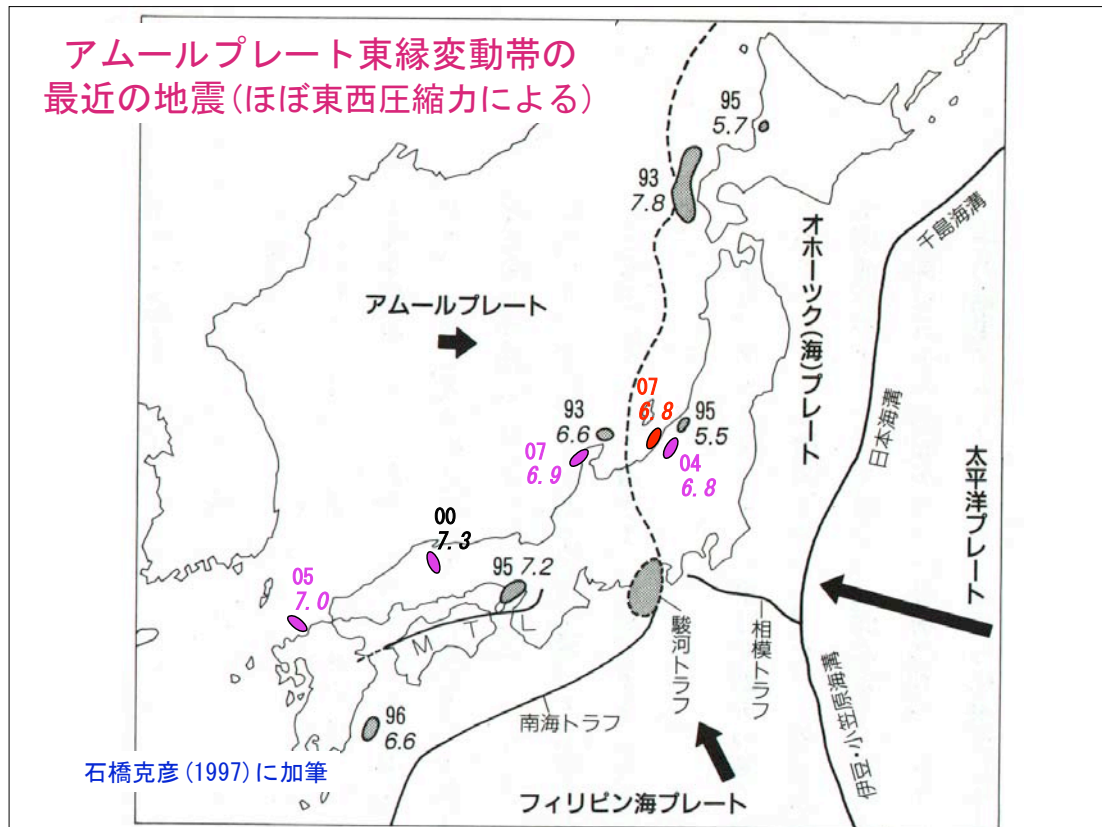 アムールプレート東縁変動帯の
最近の地震(ほぼ東西圧縮力による)
95
5.7
93
7.8
千島海溝
オホーツク(海)プレート
アムールプレート
07
6.8
93
6.6
95
5.5
07
6.9
04
6.8
日本海溝
太平洋プレート
00
7.3
05
7.0
95 7.2
MTL
駿河トラフ
相模トラフ
伊豆・小笠原海溝
96
6.6
南海トラフ
石橋克彦(1997)に加筆
フィリピン海プレート